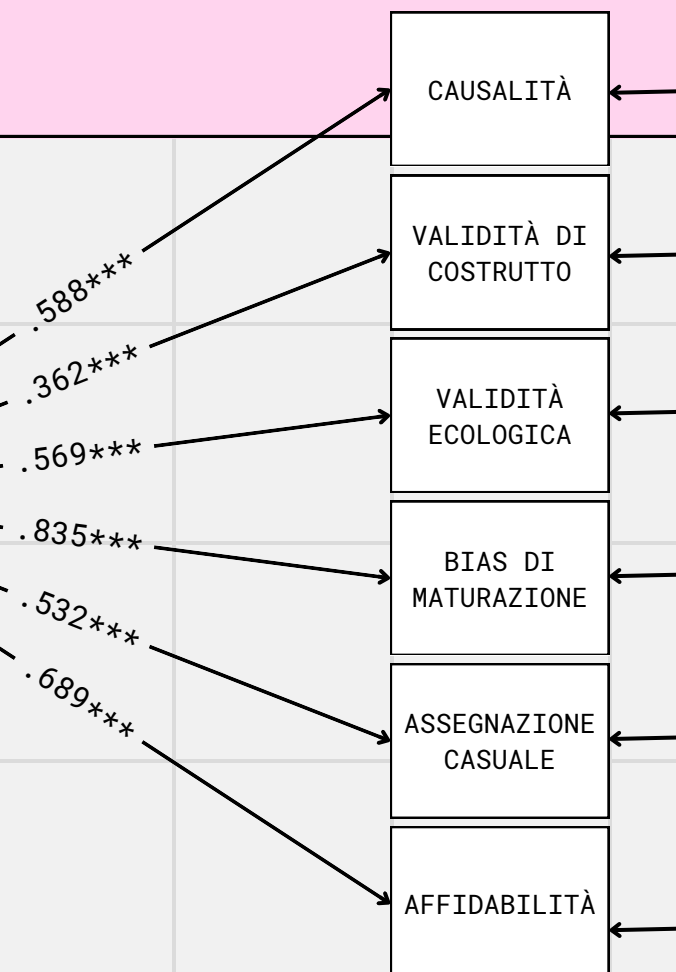 CAUSALITÀ
.588***
VALIDITÀ DI
COSTRUTTO
.362***
VALIDITÀ
ECOLOGICA
.569***
BIAS DI
MATURAZIONE
.835***
ASSEGNAZIONE
CASUALE
.532***
AFFIDABILITÀ
.689***